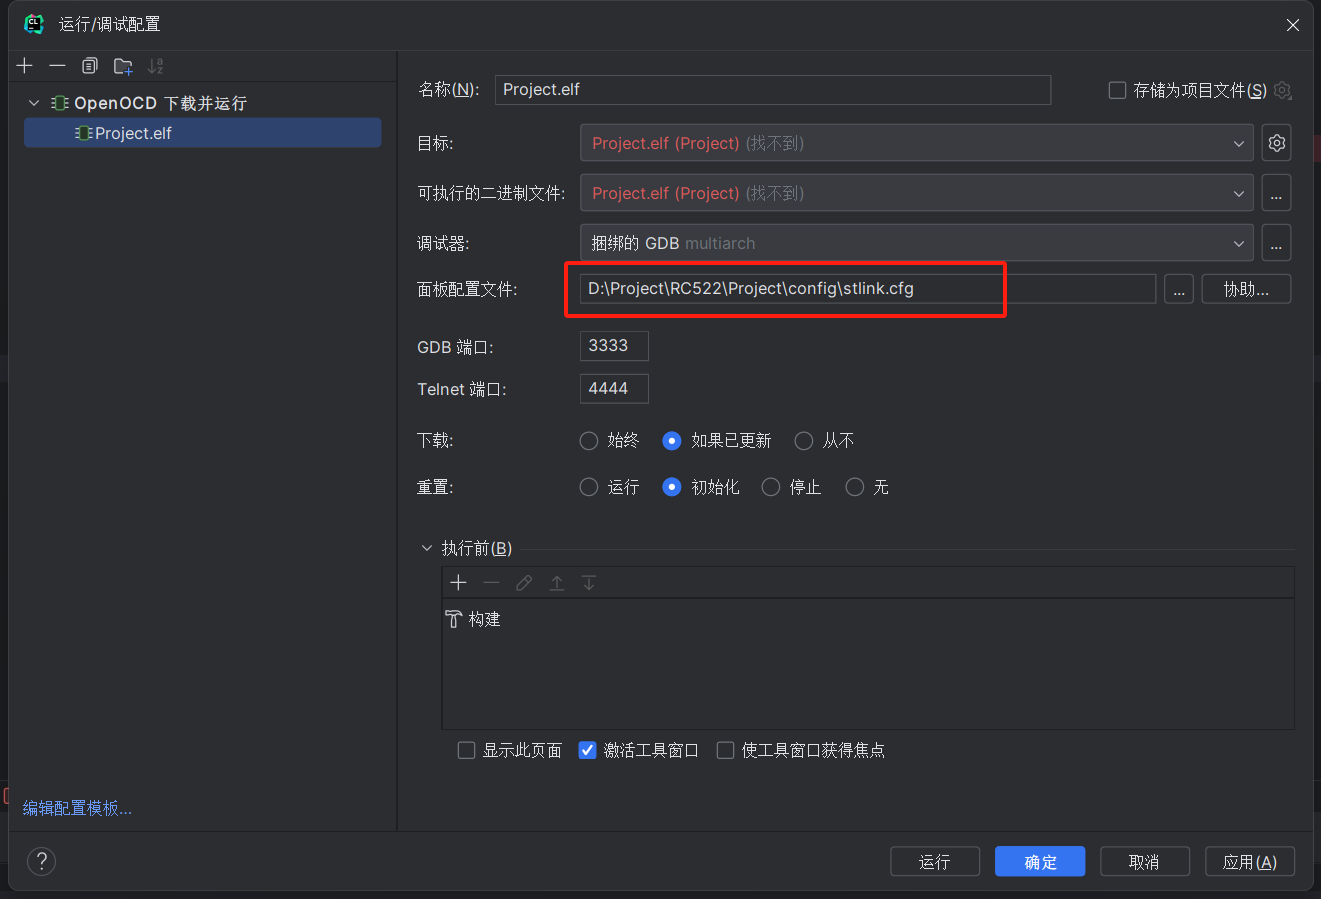 运行/调试配置
OpenOCD 下载并运行
Project.elf
编辑配置模板...
名称(N): Project.elf 存储为项目文件(S)
目标: Project.elf (Project) (找不到)
可执行的二进制文件: Project.elf (Project) (找不到) ...
调试器: 捆绑的 GDB multiarch ...
面板配置文件: D:\Project\RC522\Project\config\stlink.cfg ... 协助...
GDB 端口: 3333
Telnet 端口: 4444
下载: 始终 如果已更新 从不
重置: 运行 初始化 停止 无
执行前(B)
构建
显示此页面 激活工具窗口 使工具窗口获得焦点
? 运行 确定 取消 应用(A)